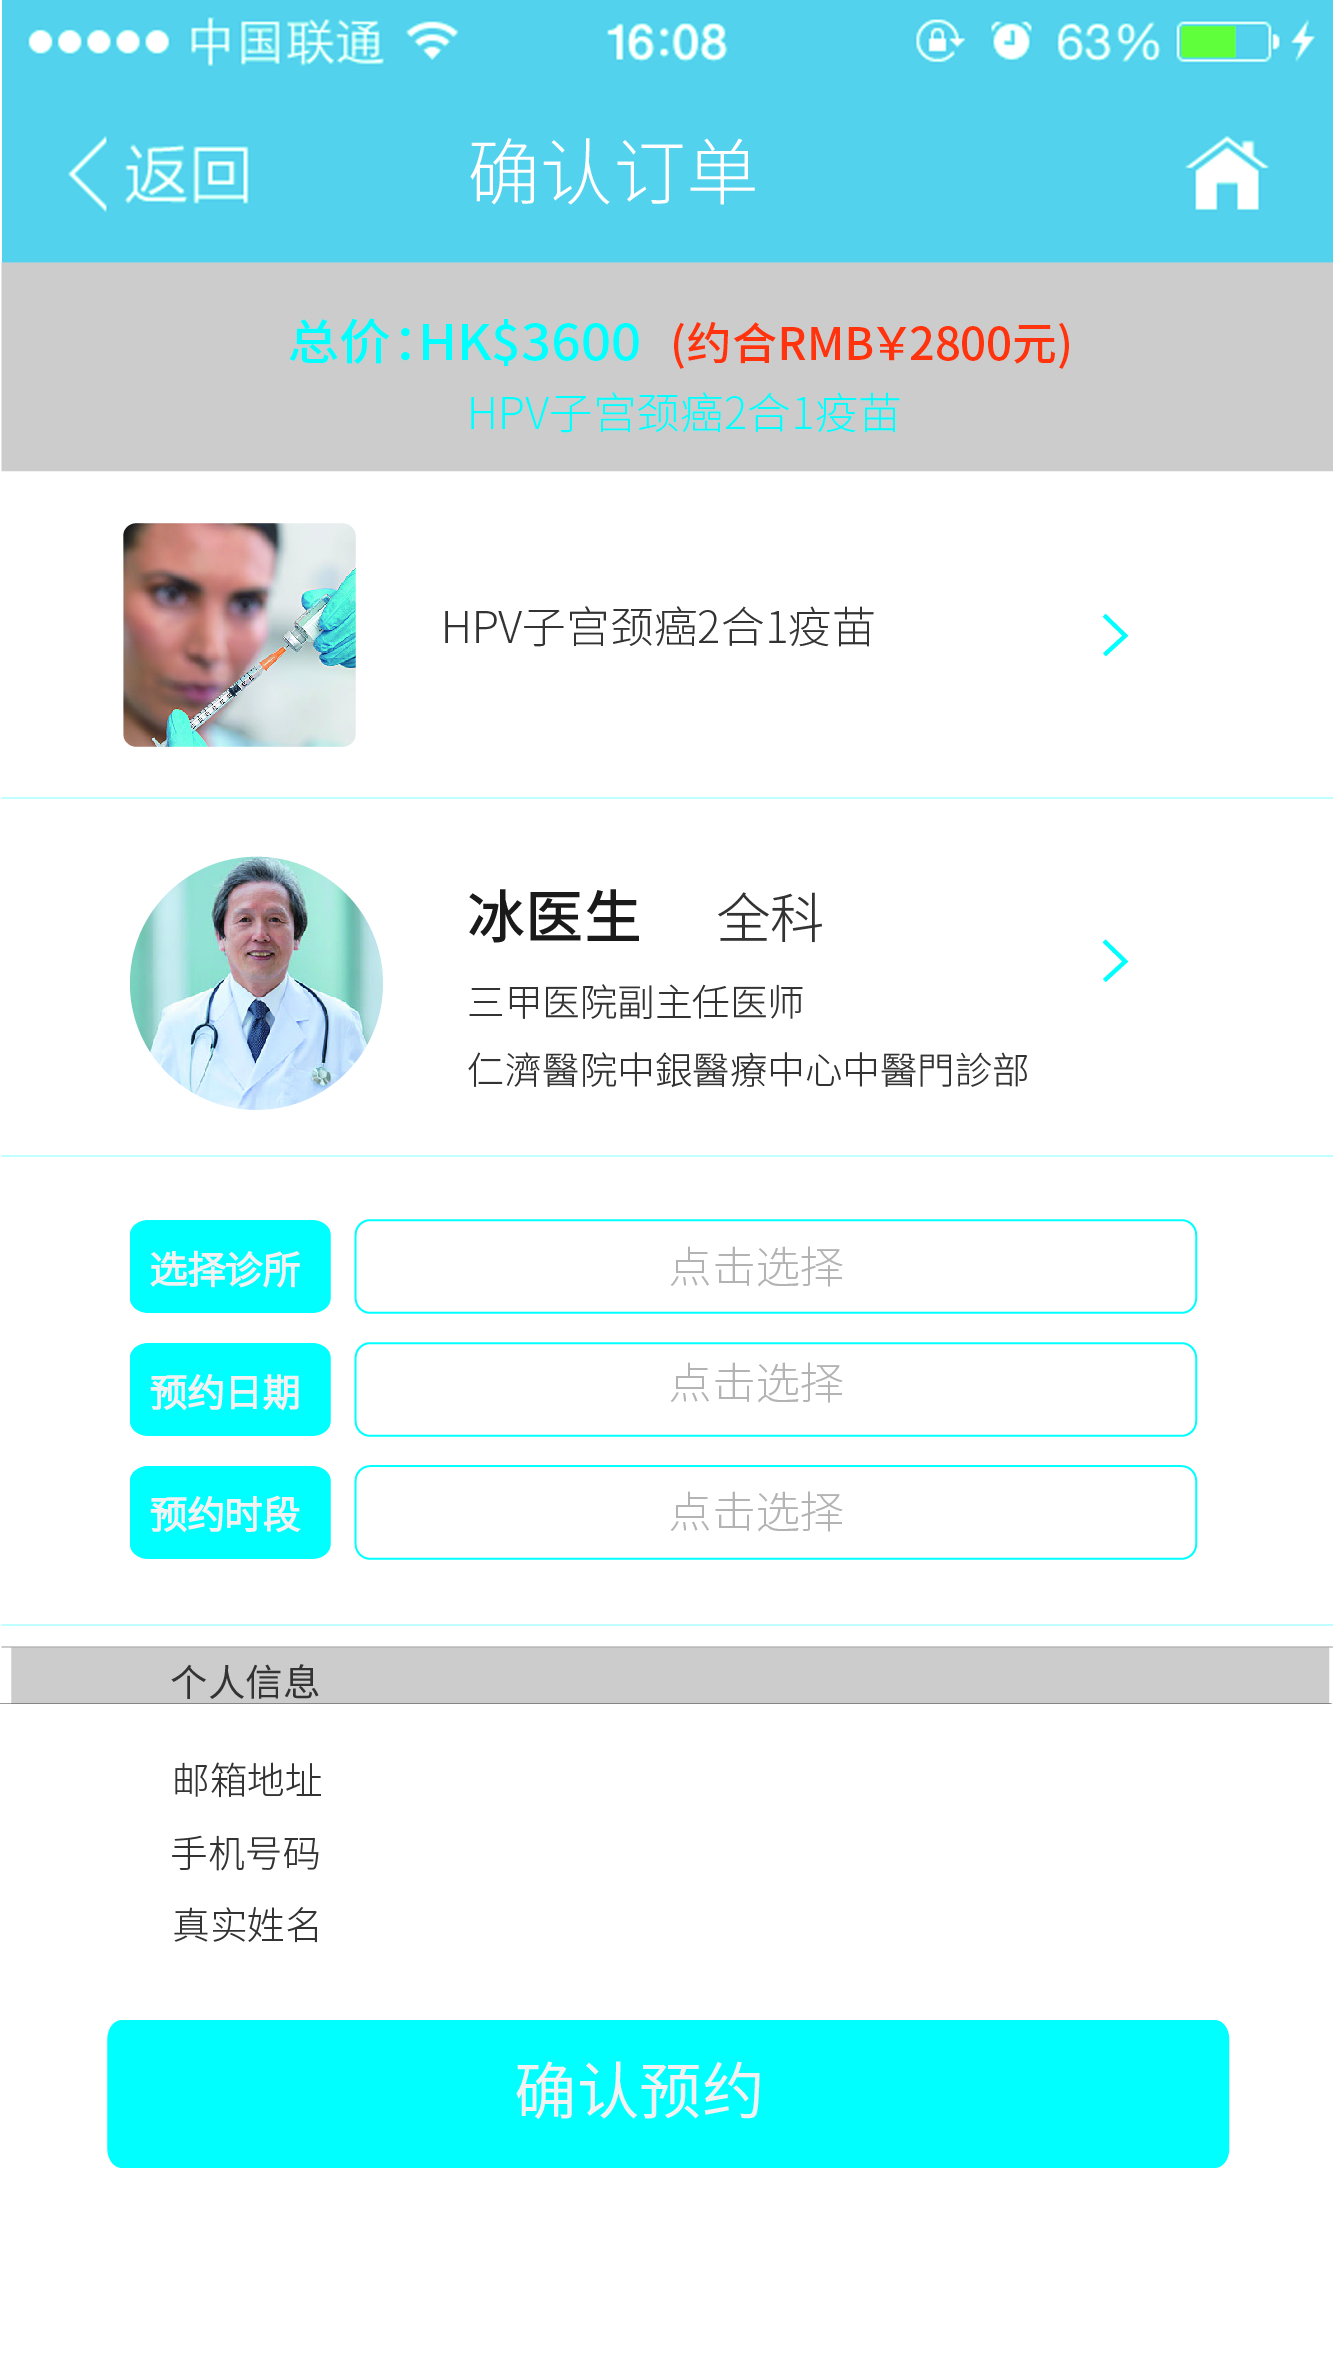 中国联通 16:08 63%
返回 确认订单
总价:HK$3600 (约合RMB¥2800元)
HPV子宫颈癌2合1疫苗
HPV子宫颈癌2合1疫苗
冰医生 全科
三甲医院副主任医师
仁濟醫院中銀醫療中心中醫門診部
选择诊所 点击选择
预约日期 点击选择
预约时段 点击选择
个人信息
邮箱地址
手机号码
真实姓名
确认预约